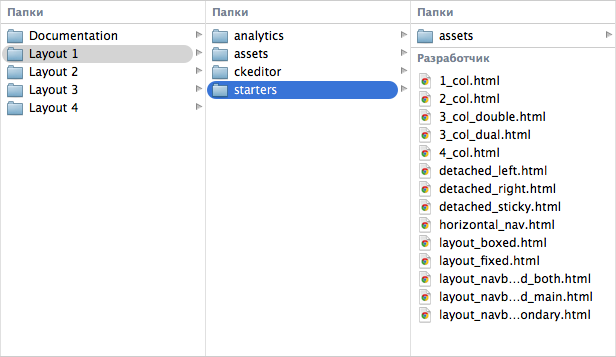 Папки
Documentation
Layout 1
Layout 2
Layout 3
Layout 4
Папки
analytics
assets
ckeditor
starters
Папки
assets
Разработчик
1_col.html
2_col.html
3_col_double.html
3_col_dual.html
4_col.html
detached_left.html
detached_right.html
detached_sticky.html
horizontal_nav.html
layout_boxed.html
layout_fixed.html
layout_navb...d_both.html
layout_navb...d_main.html
layout_navb...ondary.html